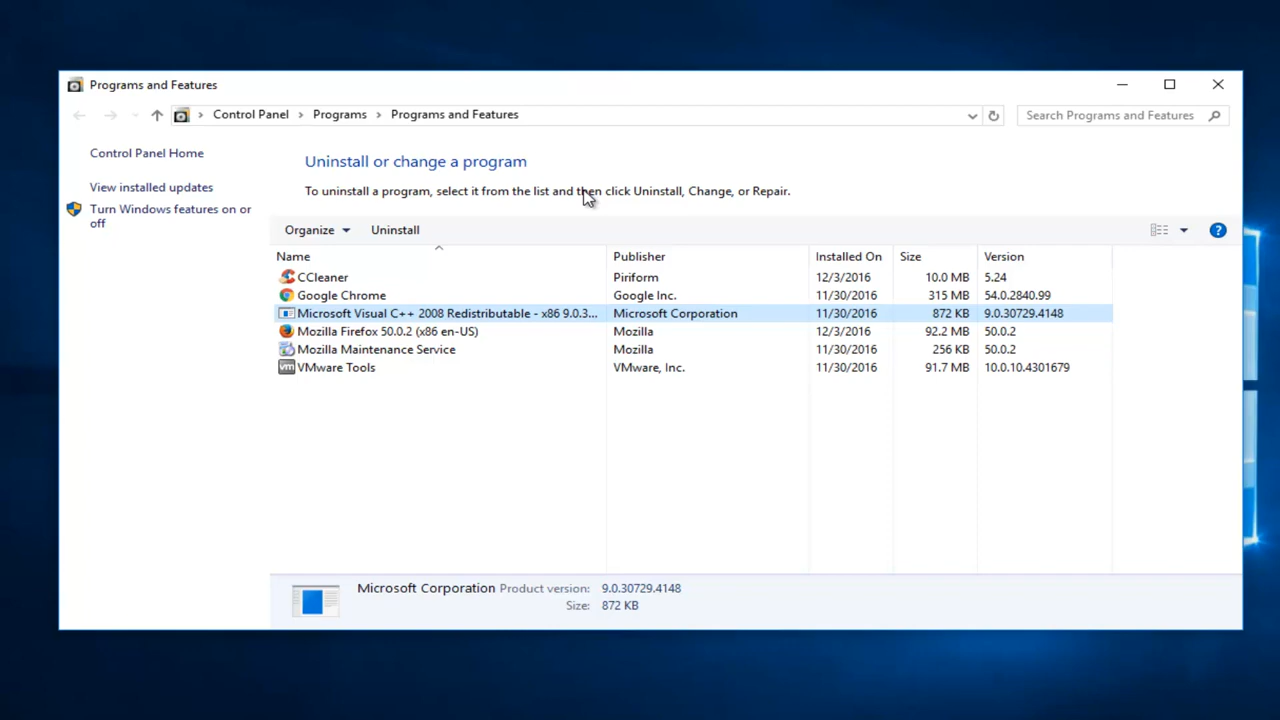 Programs and Features
Control Panel > Programs > Programs and Features
Search Programs and Features
Control Panel Home
View installed updates
Turn Windows features on or
off
Uninstall or change a program
To uninstall a program, select it from the list and then click Uninstall, Change, or Repair.
Organize Uninstall ?
Name Publisher Installed On Size Version
CCleaner Piriform 12/3/2016 10.0 MB 5.24
Google Chrome Google Inc. 11/30/2016 315 MB 54.0.2840.99
Microsoft Visual C++ 2008 Redistributable - x86 9.0.3... Microsoft Corporation 11/30/2016 872 KB 9.0.30729.4148
Mozilla Firefox 50.0.2 (x86 en-US) Mozilla 12/3/2016 92.2 MB 50.0.2
Mozilla Maintenance Service Mozilla 11/30/2016 256 KB 50.0.2
vm VMware Tools VMware, Inc. 11/30/2016 91.7 MB 10.0.10.4301679
Microsoft Corporation Product version: 9.0.30729.4148
Size: 872 KB